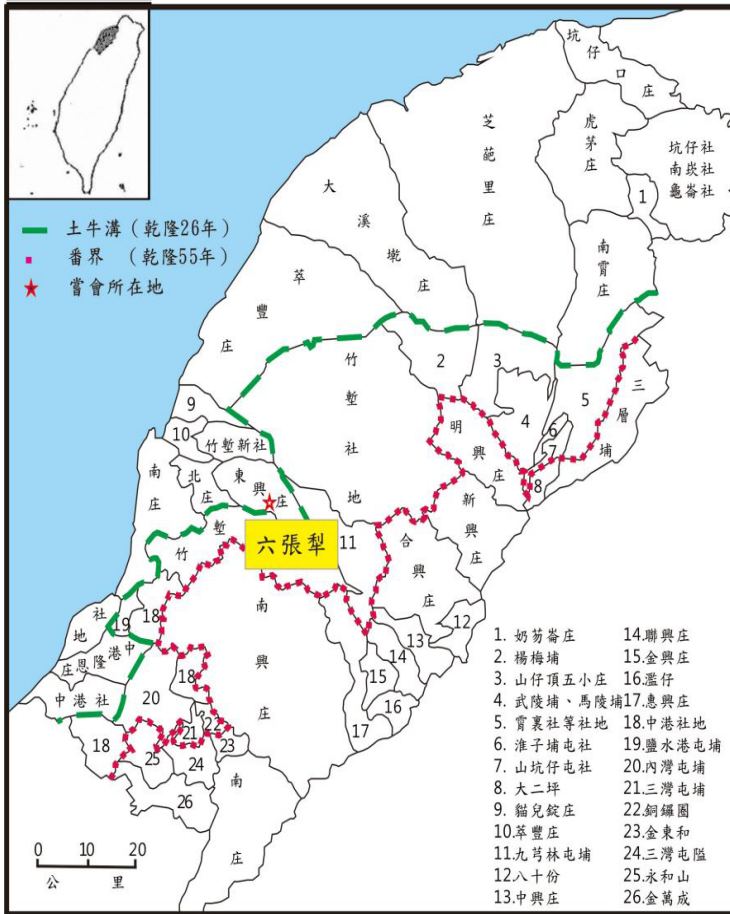 土牛溝（乾隆26年）
番界 （乾隆55年）
嘗會所在地
坑仔口庄
芝葩里庄
虎茅庄
坑仔社
南崁社
龜崙社
1
大溪墘庄
南霄庄
萃豐庄
竹塹社地
2
3
4
5
6
7
8
三層埔
明興庄
新興庄
9
10
竹塹新社
南庄
北庄
東興庄
竹塹
六張犁
11
合興庄
12
13
14
15
16
17
社地
19
18
中港
隆恩庄
中港社
南興庄
18
20
18
21
22
23
24
25
26
南庄
0 10 20
公里
1. 奶笏崙庄
2. 楊梅埔
3. 山仔頂五小庄
4. 武陵埔、馬陵埔
5. 霄裏社等社地
6. 淮子埔屯社
7. 山坑仔屯社
8. 大二坪
9. 貓兒錠庄
10.萃豐庄
11.九芎林屯埔
12.八十份
13.中興庄
14.聯興庄
15.金興庄
16.濫仔
17.惠興庄
18.中港社地
19.鹽水港屯埔
20.內灣屯埔
21.三灣屯埔
22.銅鑼圈
23.金東和
24.三灣屯隘
25.永和山
26.金萬成